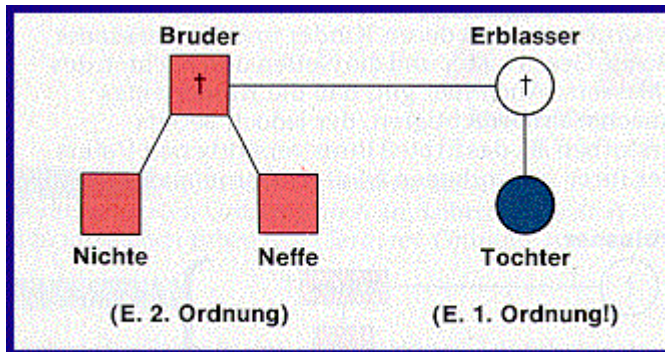 Bruder Erblasser
† †
Nichte Neffe Tochter
(E. 2. Ordnung) (E. 1. Ordnung!)